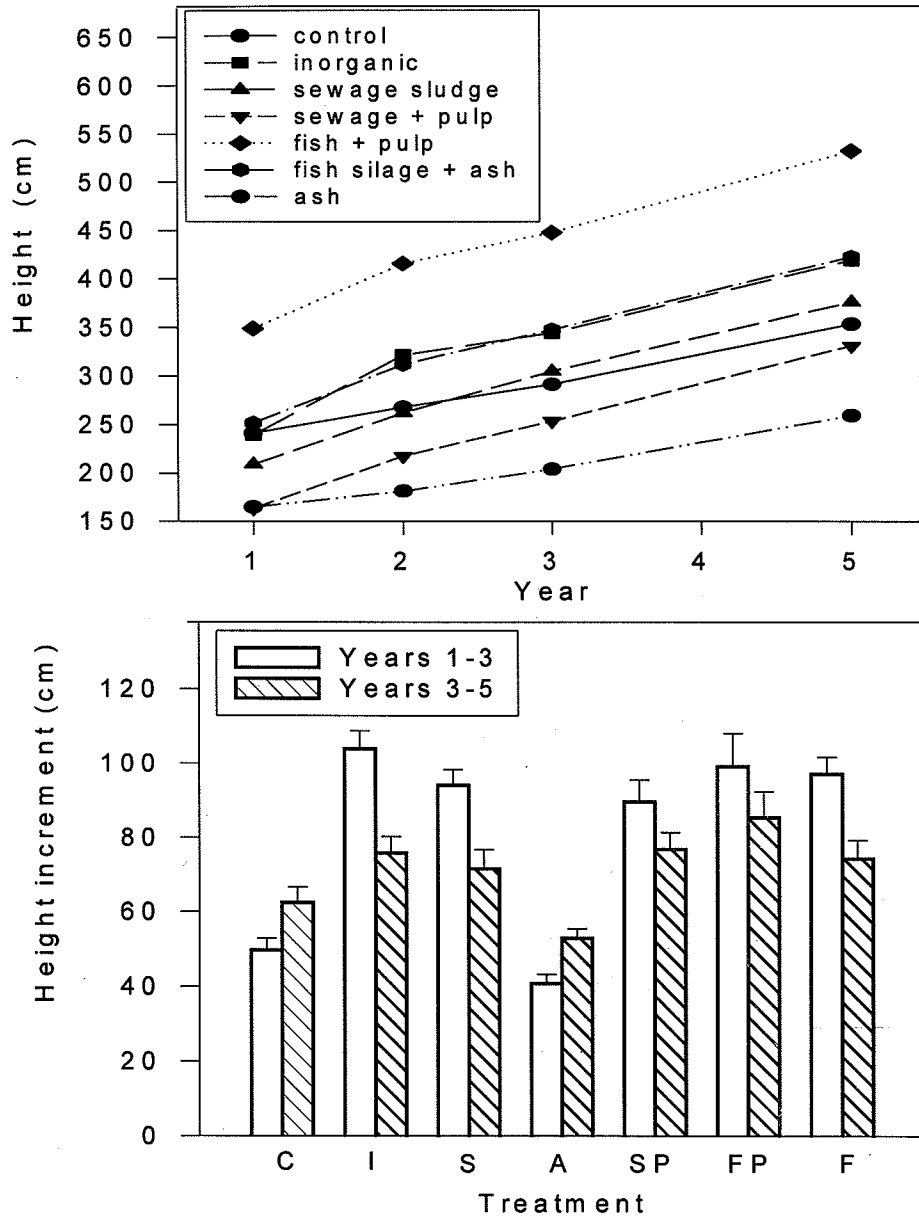 650
600
550
500
450
400
350
300
250
200
150
Height (cm)
control
inorganic
sewage sludge
sewage + pulp
fish + pulp
fish silage + ash
ash
1 2 3 4 5
Year
120
100
80
60
40
20
0
Height increment (cm)
Years 1-3
Years 3-5
C I S A SP FP F
Treatment